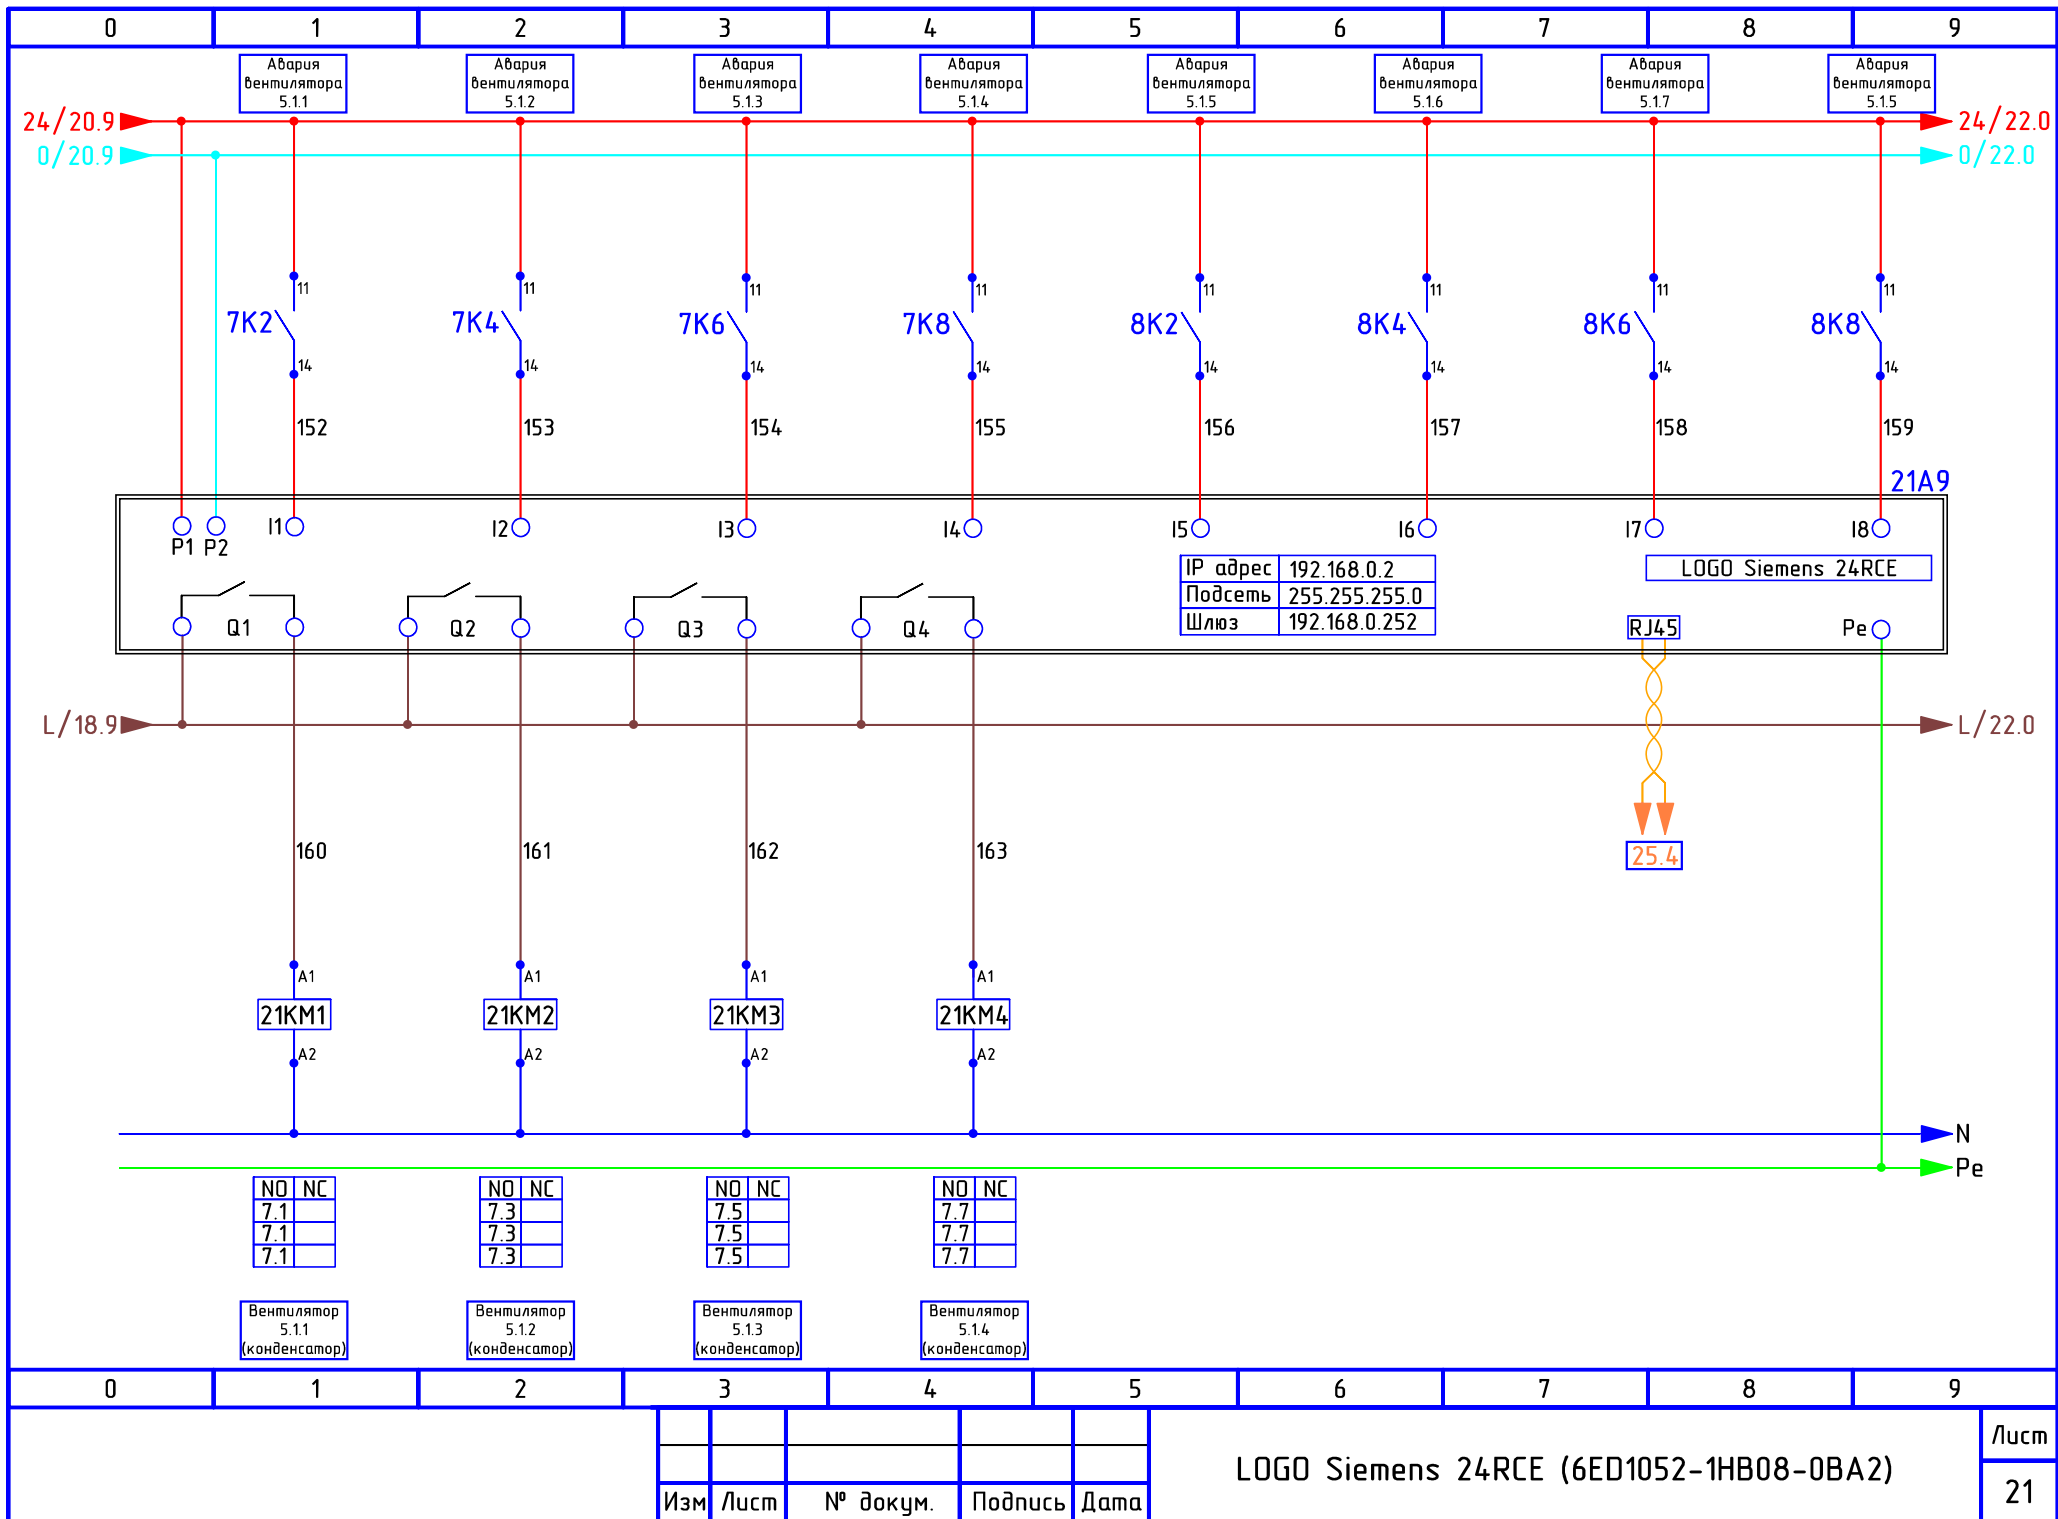 0 1 2 3 4 5 6 7 8 9
Авария вентилятора 5.1.1
Авария вентилятора 5.1.2
Авария вентилятора 5.1.3
Авария вентилятора 5.1.4
Авария вентилятора 5.1.5
Авария вентилятора 5.1.6
Авария вентилятора 5.1.7
Авария вентилятора 5.1.5
24/20.9 24/22.0
0/20.9 0/22.0
11 11 11 11 11 11 11 11
7K2 7K4 7K6 7K8 8K2 8K4 8K6 8K8
14 14 14 14 14 14 14 14
152 153 154 155 156 157 158 159
21A9
P1 P2 I1 I2 I3 I4 I5 I6 I7 I8
IP адрес 192.168.0.2
Подсеть 255.255.255.0
Шлюз 192.168.0.252
LOGO Siemens 24RCE
Q1 Q2 Q3 Q4 RJ45 Pe
L/18.9 L/22.0
160 161 162 163
25.4
A1 A1 A1 A1
21KM1 21KM2 21KM3 21KM4
A2 A2 A2 A2
N
Pe
NO NC NO NC NO NC NO NC
7.1 7.3 7.5 7.7
7.1 7.3 7.5 7.7
7.1 7.3 7.5 7.7
Вентилятор 5.1.1 (конденсатор)
Вентилятор 5.1.2 (конденсатор)
Вентилятор 5.1.3 (конденсатор)
Вентилятор 5.1.4 (конденсатор)
0 1 2 3 4 5 6 7 8 9
Изм Лист № докум. Подпись Дата
LOGO Siemens 24RCE (6ED1052-1HB08-0BA2)
Лист
21